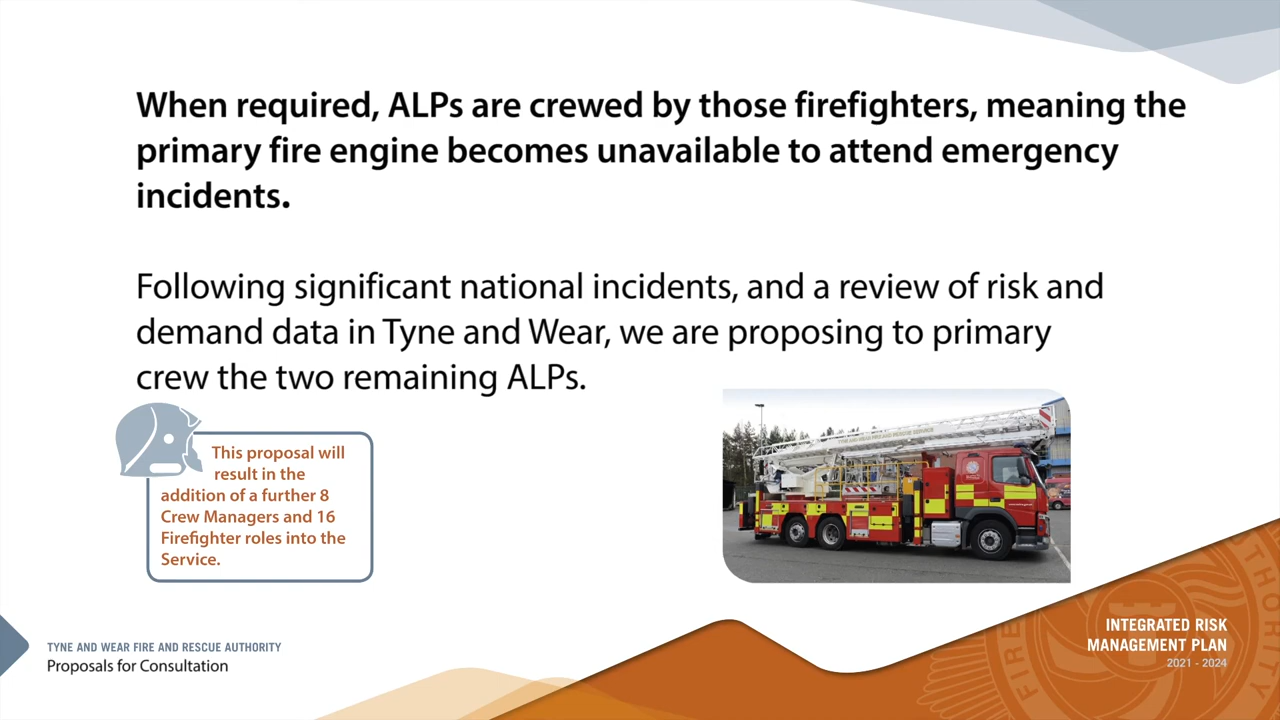 When required, ALPs are crewed by those firefighters, meaning the
primary fire engine becomes unavailable to attend emergency
incidents.
Following significant national incidents, and a review of risk and
demand data in Tyne and Wear, we are proposing to primary
crew the two remaining ALPs.
This proposal will
result in the
addition of a further 8
Crew Managers and 16
Firefighter roles into the
Service.
TYNE AND WEAR FIRE AND RESCUE AUTHORITY
Proposals for Consultation
INTEGRATED RISK
MANAGEMENT PLAN
2021 - 2024